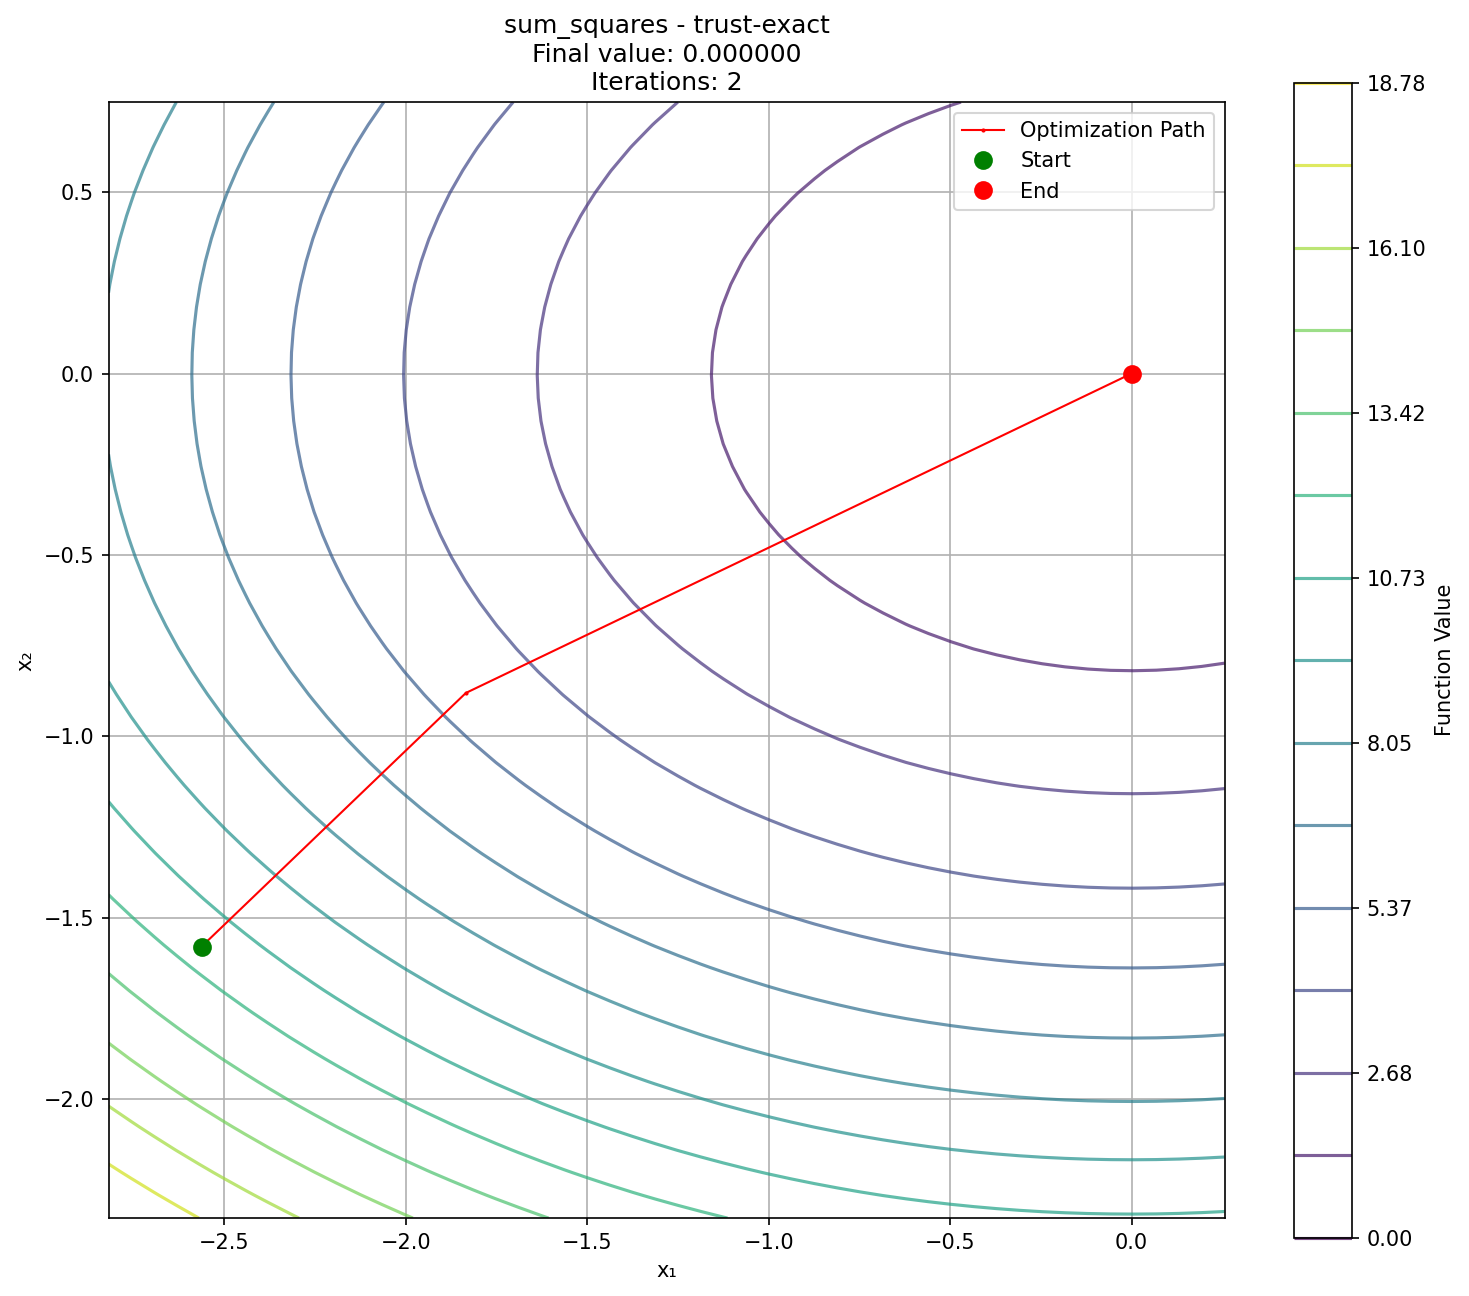 sum_squares - trust-exact
Final value: 0.000000
Iterations: 2
Optimization Path
Start
End
0.5
0.0
−0.5
−1.0
−1.5
−2.0
x₂
−2.5
−2.0
−1.5
−1.0
−0.5
0.0
x₁
18.78
16.10
13.42
10.73
8.05
5.37
2.68
0.00
Function Value